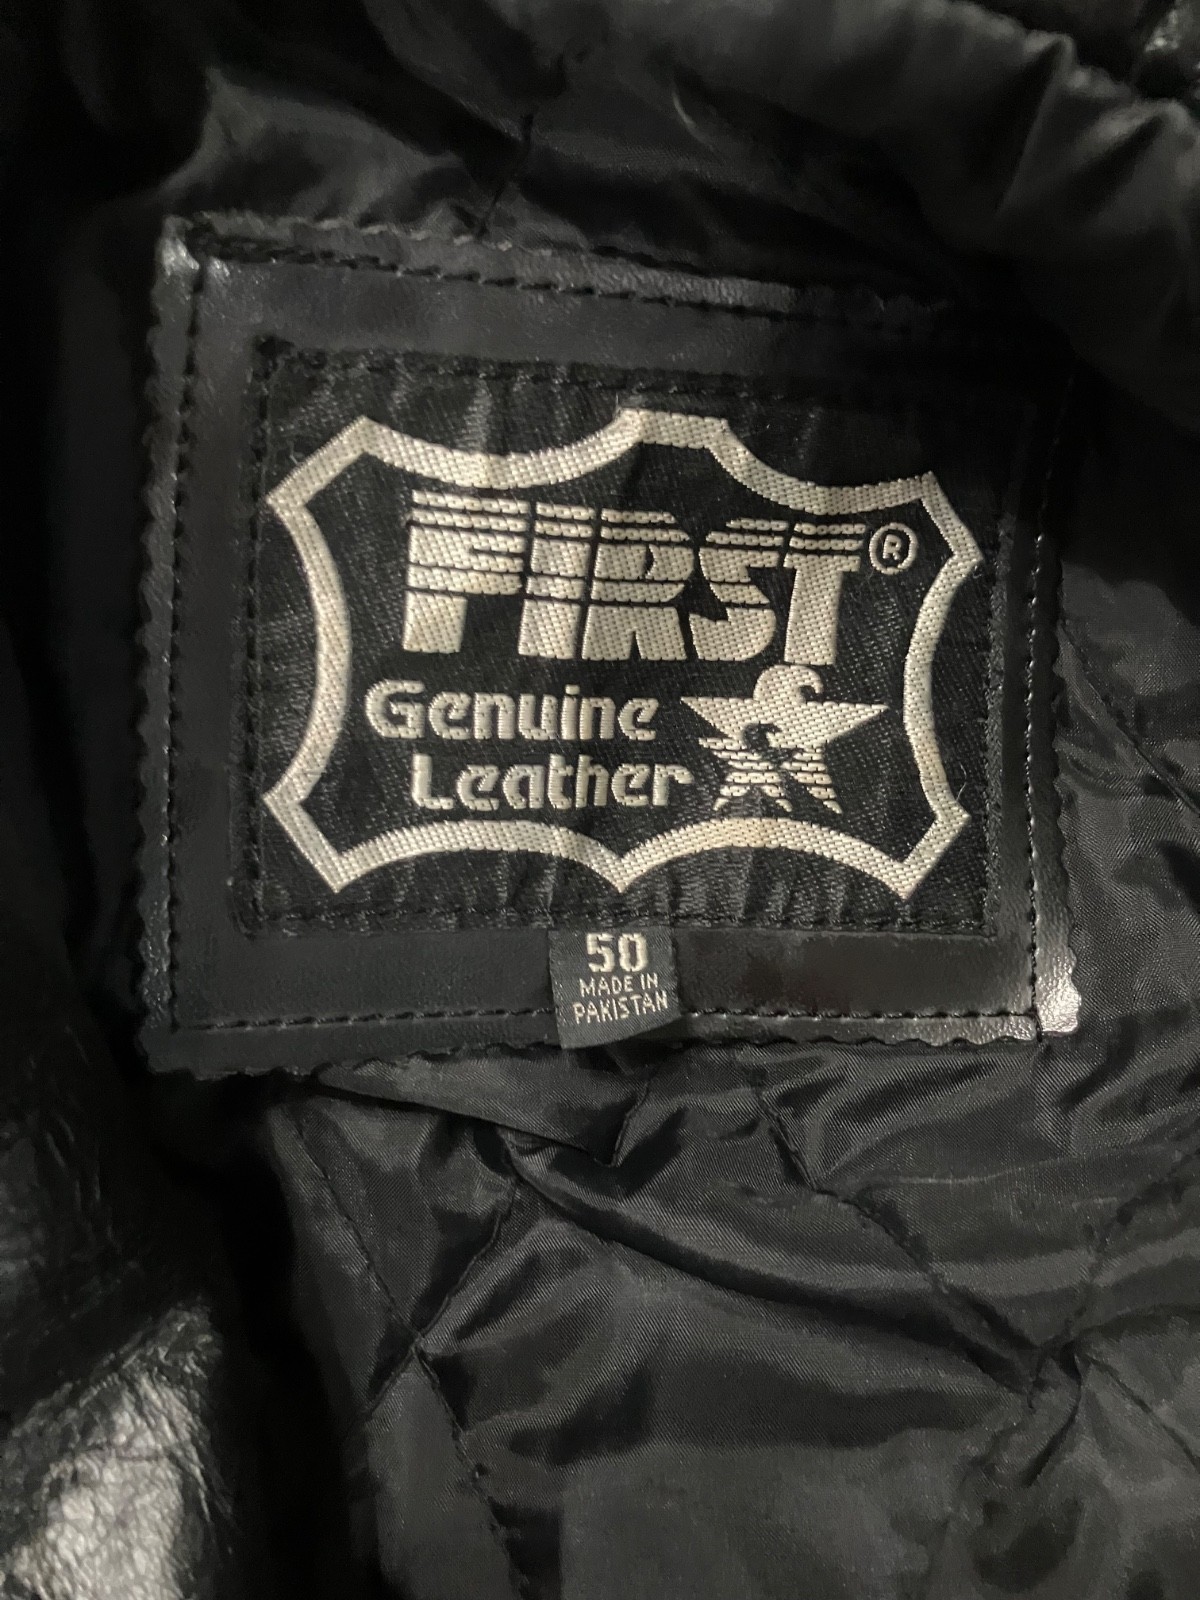 FIRST®
Genuine
Leather
50
MADE IN
PAKISTAN